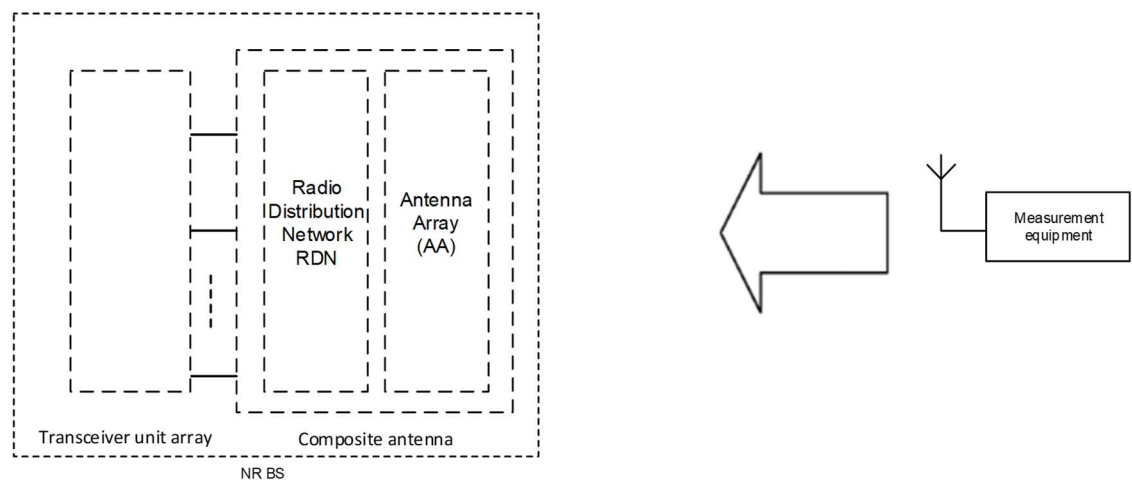 Radio
Distribution
Network
RDN
Antenna
Array
(AA)
Measurement
equipment
Transceiver unit array
Composite antenna
NR BS